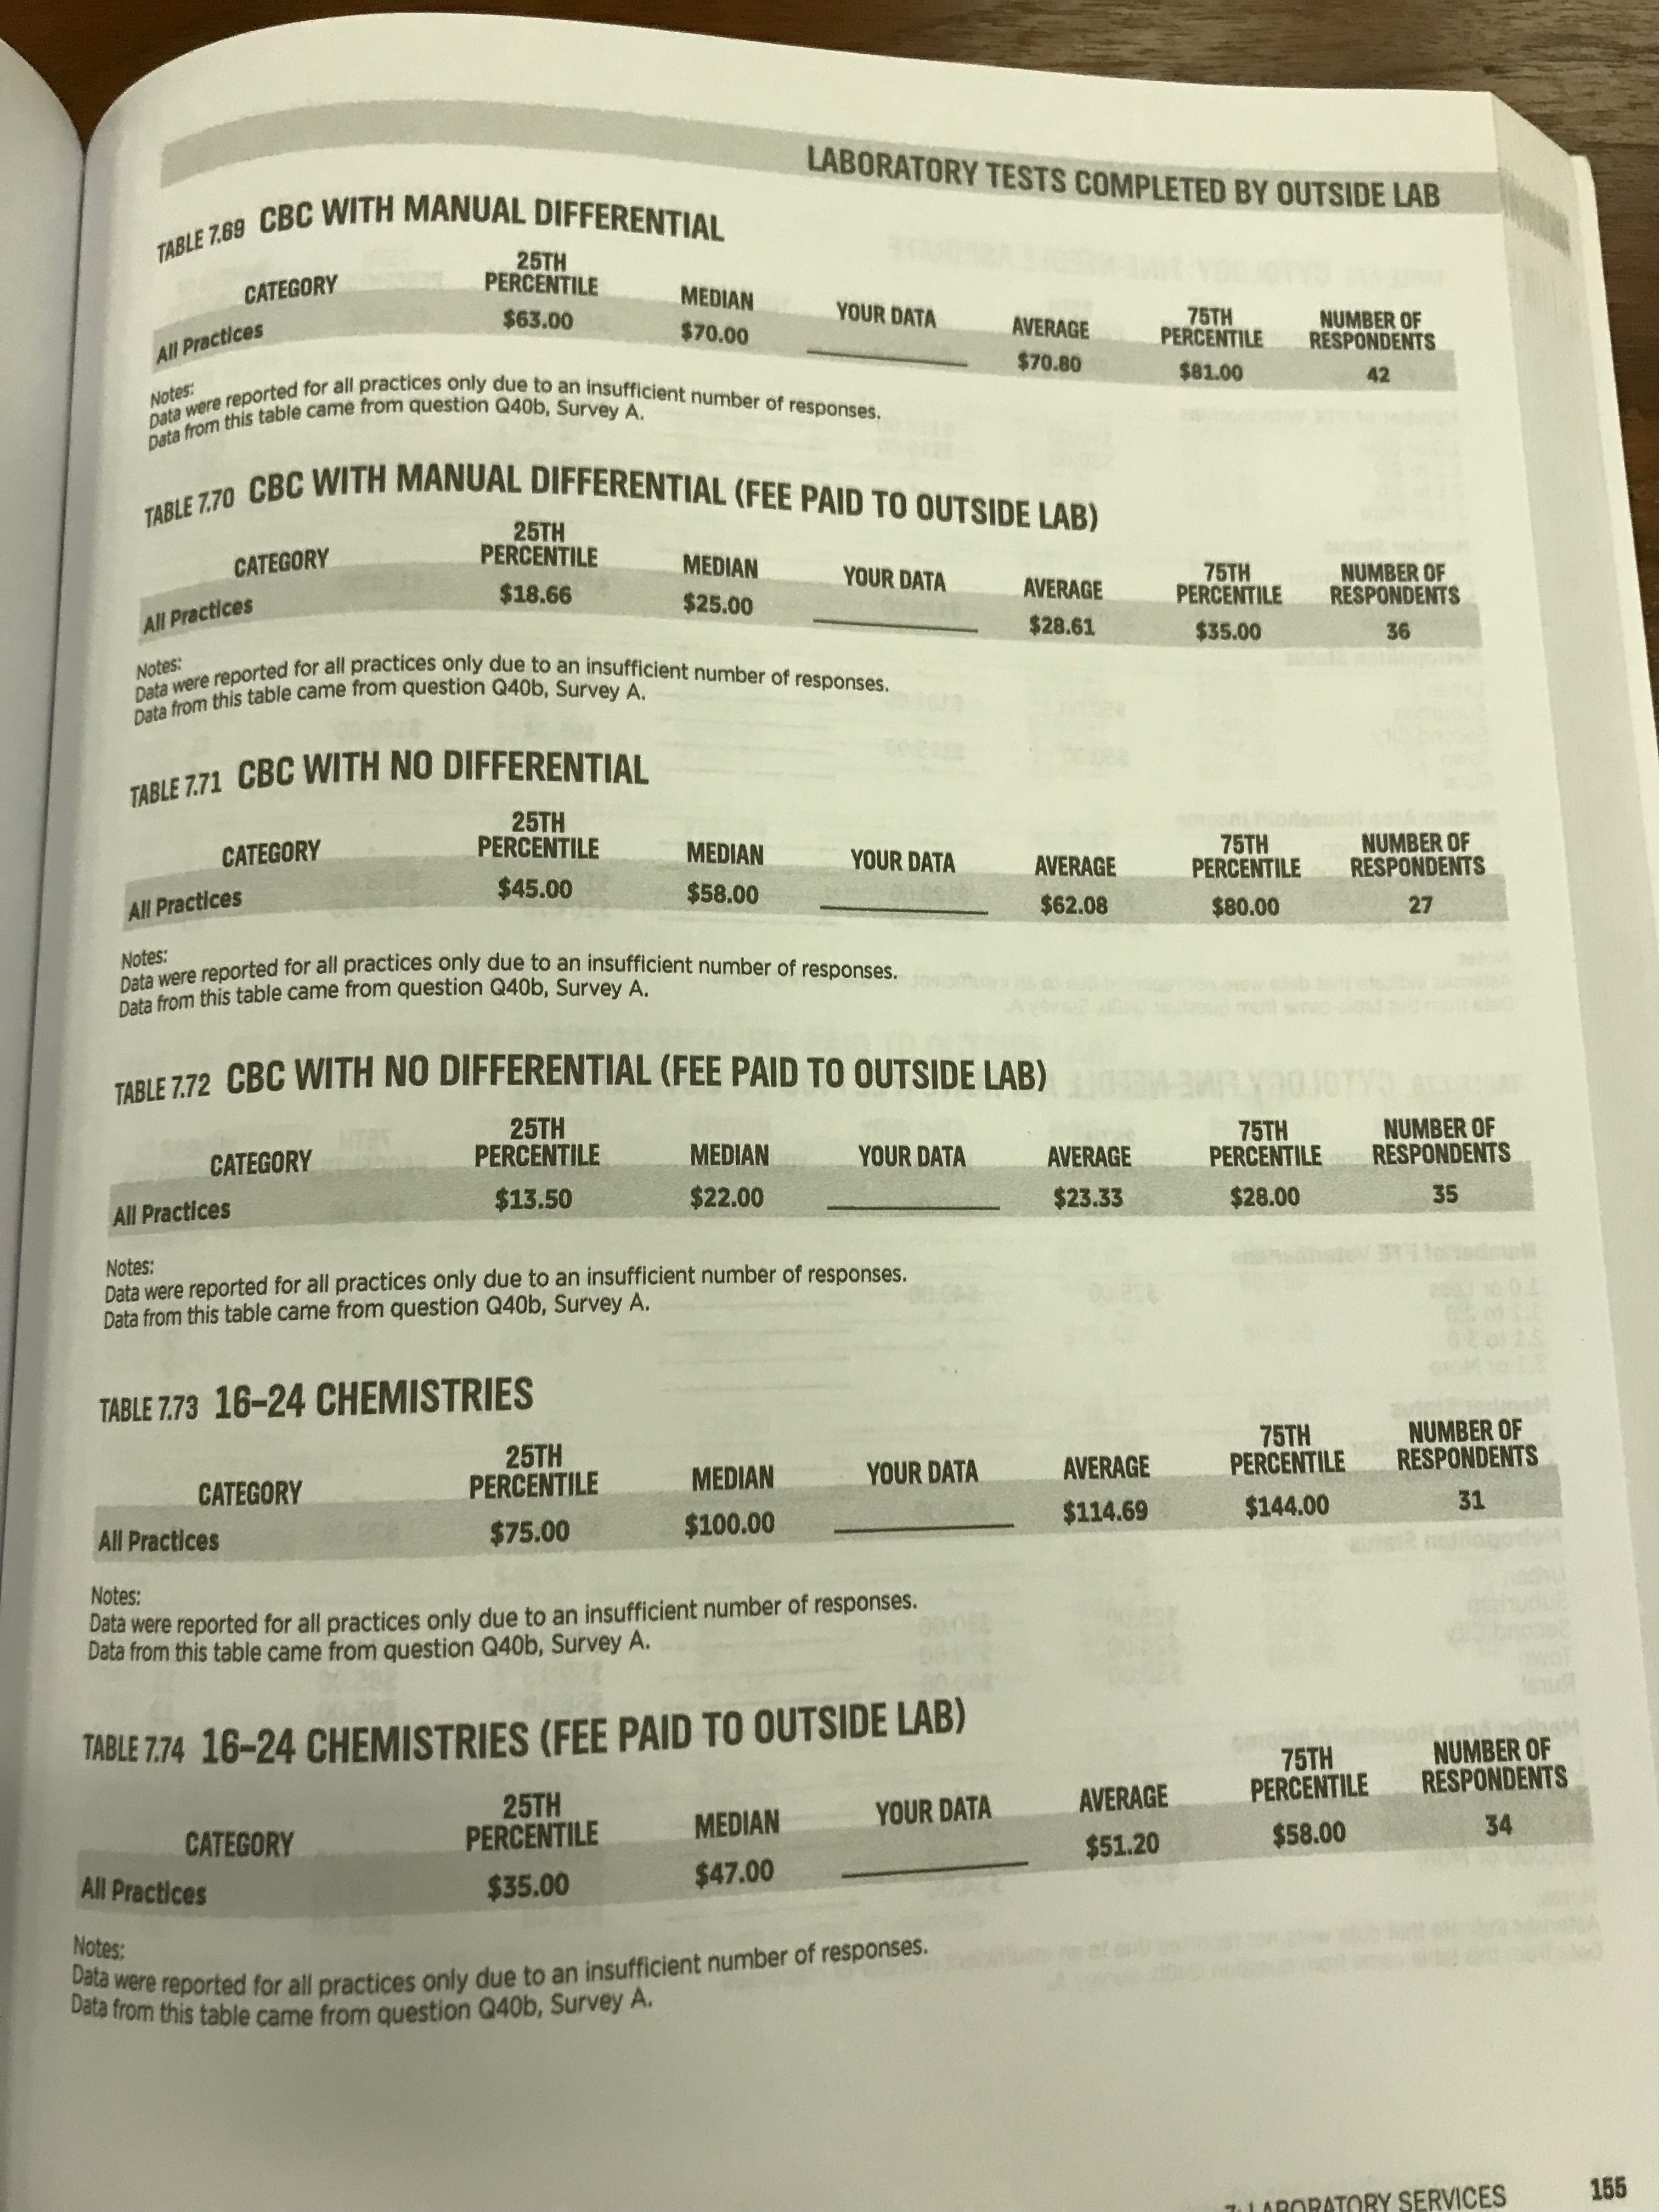 LABORATORY TESTS COMPLETED BY OUTSIDE LAB
TABLE 7.69 CBC WITH MANUAL DIFFERENTIAL
CATEGORY 25TH PERCENTILE MEDIAN YOUR DATA AVERAGE 75TH PERCENTILE NUMBER OF RESPONDENTS
All Practices $63.00 $70.00 $70.80 $81.00 42
Notes:
Data were reported for all practices only due to an insufficient number of responses.
Data from this table came from question Q40b, Survey A.
TABLE 7.70 CBC WITH MANUAL DIFFERENTIAL (FEE PAID TO OUTSIDE LAB)
CATEGORY 25TH PERCENTILE MEDIAN YOUR DATA AVERAGE 75TH PERCENTILE NUMBER OF RESPONDENTS
All Practices $18.66 $25.00 $28.61 $35.00 36
Notes:
Data were reported for all practices only due to an insufficient number of responses.
Data from this table came from question Q40b, Survey A.
TABLE 7.71 CBC WITH NO DIFFERENTIAL
CATEGORY 25TH PERCENTILE MEDIAN YOUR DATA AVERAGE 75TH PERCENTILE NUMBER OF RESPONDENTS
All Practices $45.00 $58.00 $62.08 $80.00 27
Notes:
Data were reported for all practices only due to an insufficient number of responses.
Data from this table came from question Q40b, Survey A.
TABLE 7.72 CBC WITH NO DIFFERENTIAL (FEE PAID TO OUTSIDE LAB)
CATEGORY 25TH PERCENTILE MEDIAN YOUR DATA AVERAGE 75TH PERCENTILE NUMBER OF RESPONDENTS
All Practices $13.50 $22.00 $23.33 $28.00 35
Notes:
Data were reported for all practices only due to an insufficient number of responses.
Data from this table came from question Q40b, Survey A.
TABLE 7.73 16–24 CHEMISTRIES
CATEGORY 25TH PERCENTILE MEDIAN YOUR DATA AVERAGE 75TH PERCENTILE NUMBER OF RESPONDENTS
All Practices $75.00 $100.00 $114.69 $144.00 31
Notes:
Data were reported for all practices only due to an insufficient number of responses.
Data from this table came from question Q40b, Survey A.
TABLE 7.74 16–24 CHEMISTRIES (FEE PAID TO OUTSIDE LAB)
CATEGORY 25TH PERCENTILE MEDIAN YOUR DATA AVERAGE 75TH PERCENTILE NUMBER OF RESPONDENTS
All Practices $35.00 $47.00 $51.20 $58.00 34
Notes:
Data were reported for all practices only due to an insufficient number of responses.
Data from this table came from question Q40b, Survey A.
7: LABORATORY SERVICES 155